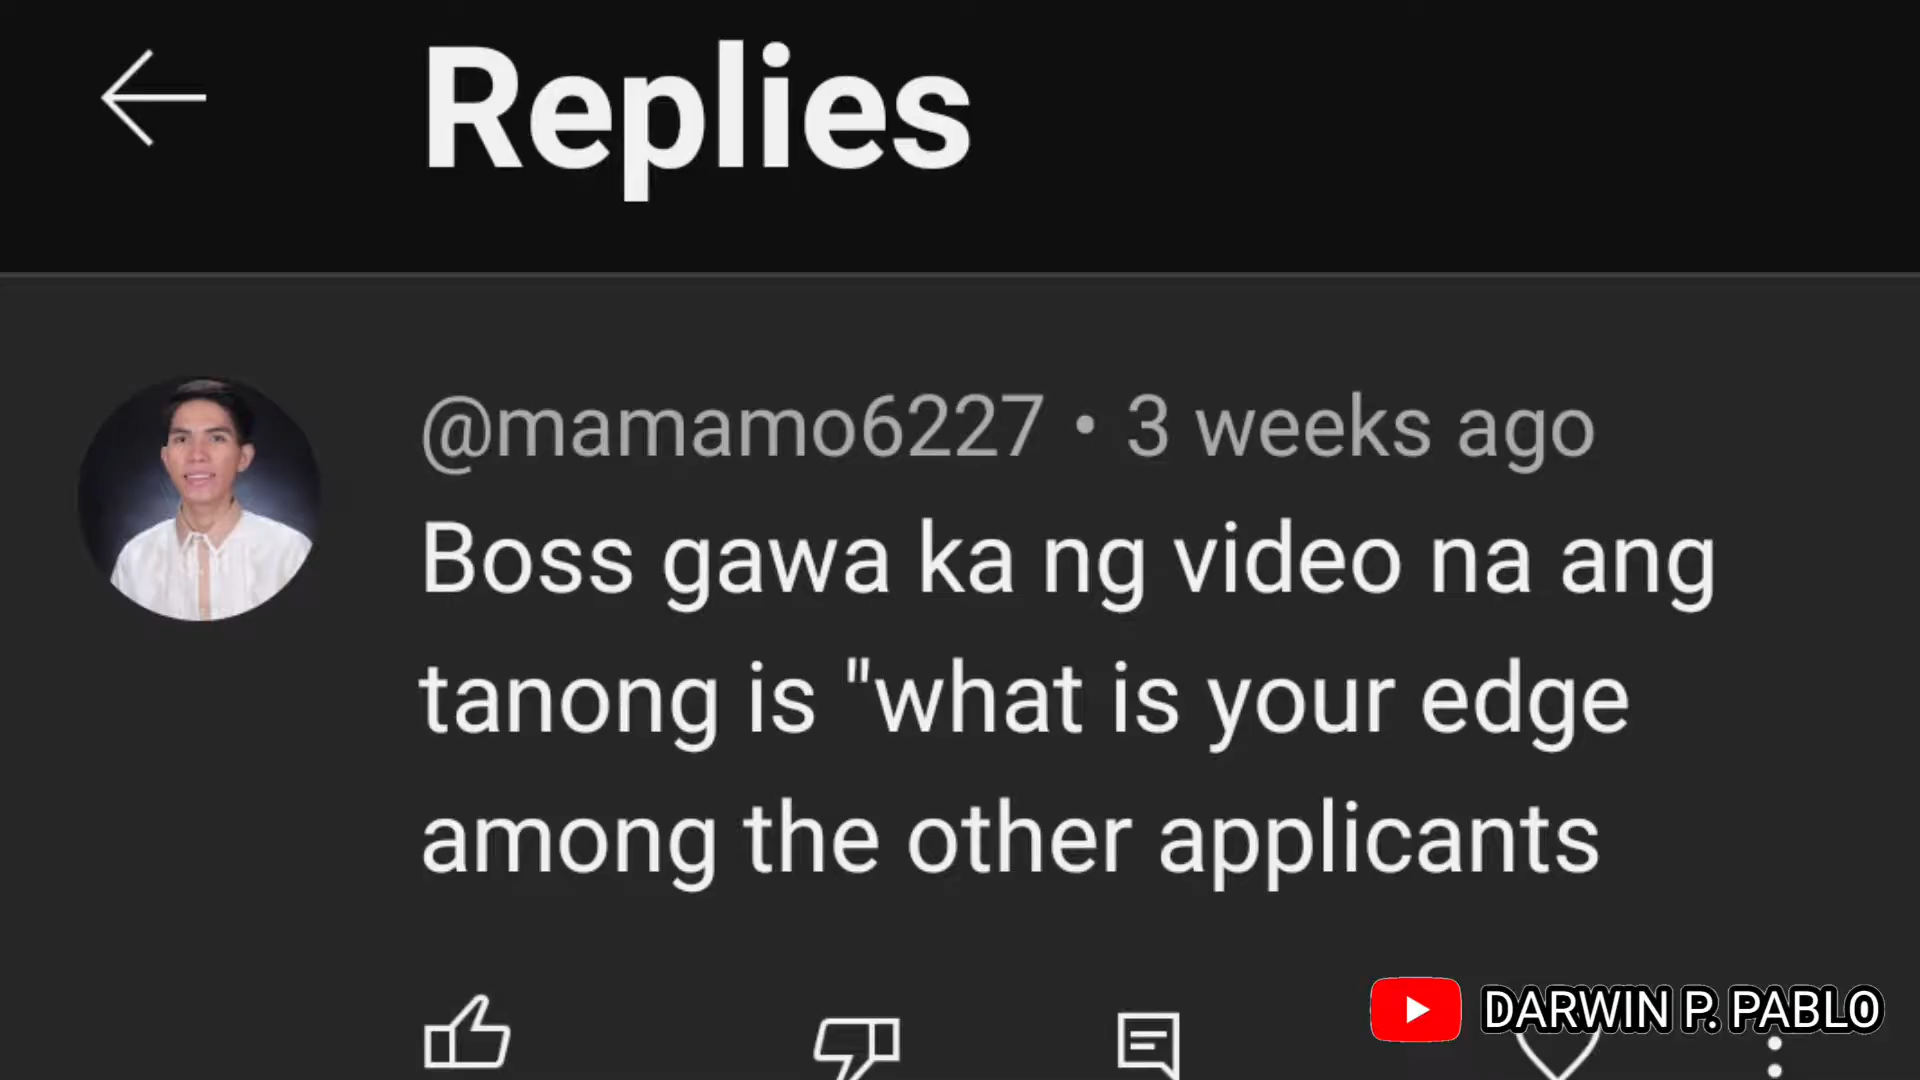 Replies
@mamamo6227 • 3 weeks ago
Boss gawa ka ng video na ang
tanong is "what is your edge
among the other applicants
DARWIN P. PABLO